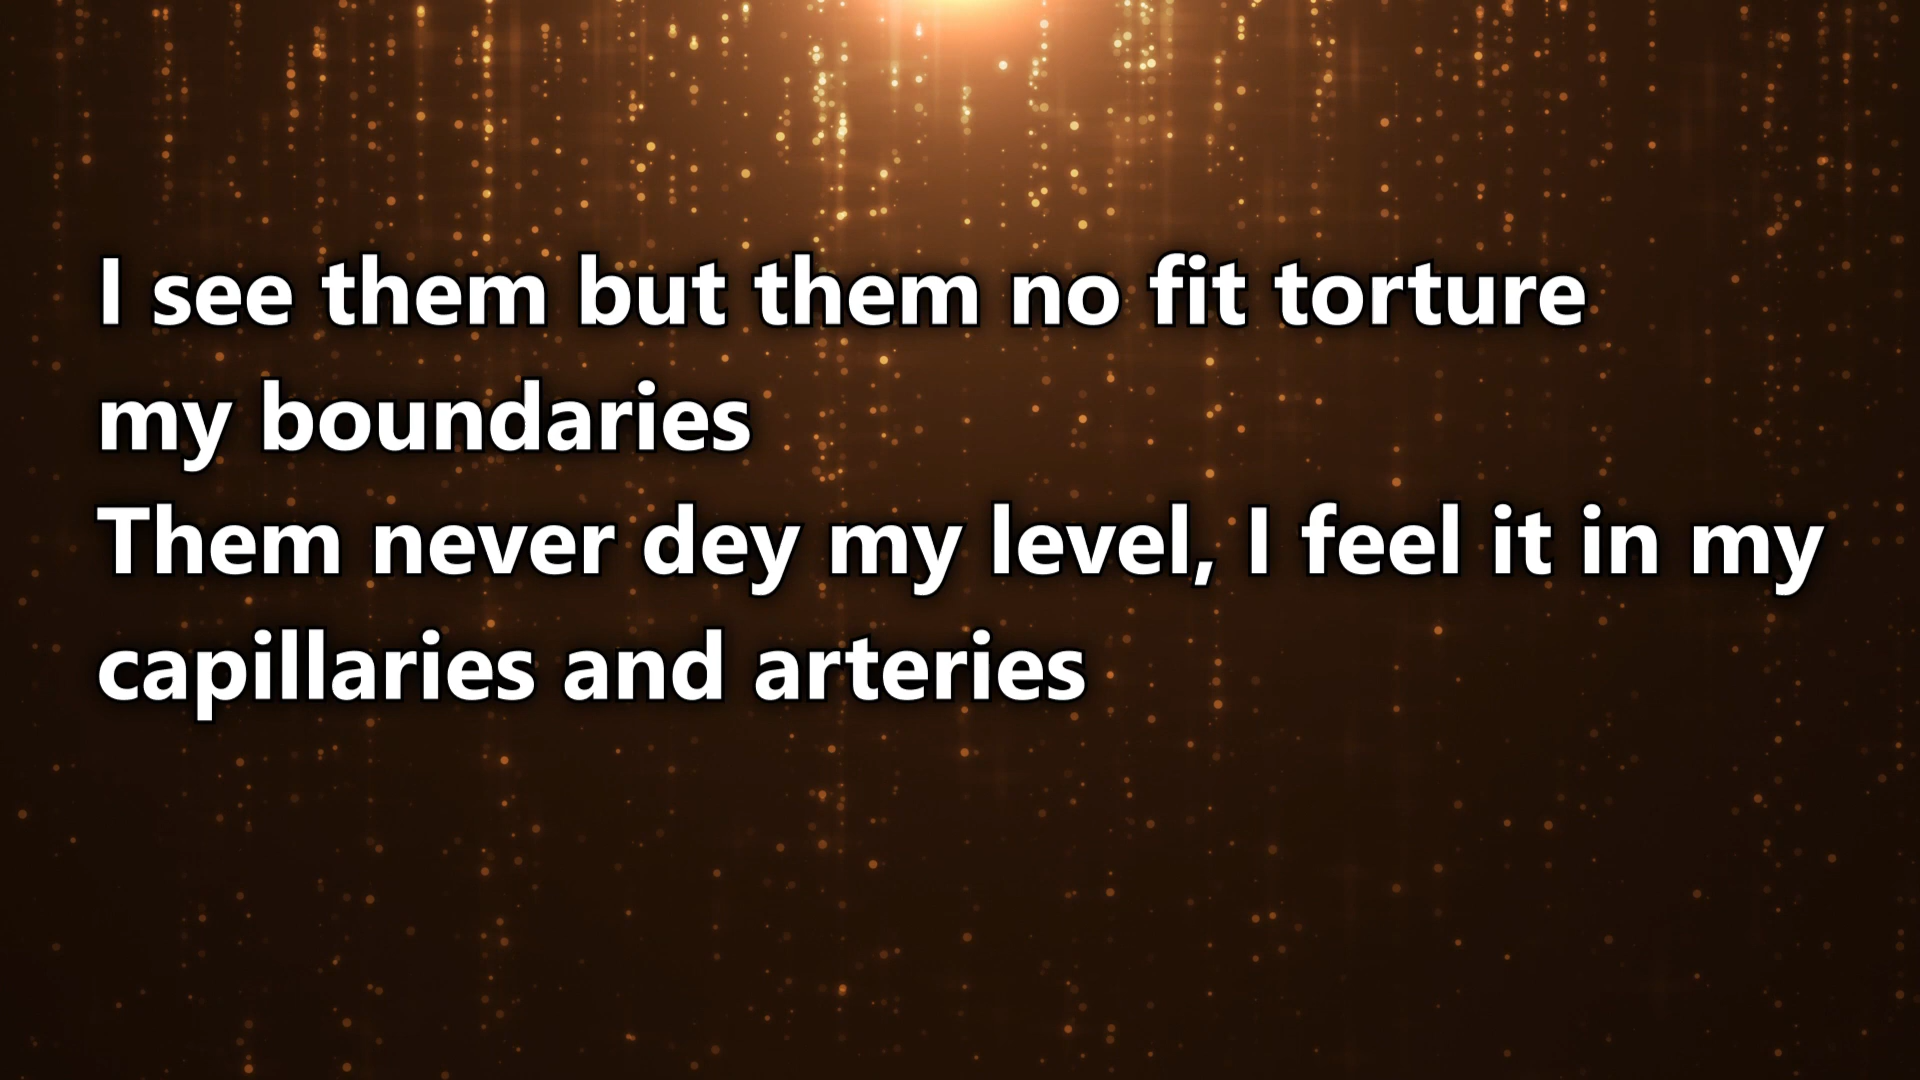 I see them but them no fit torture
my boundaries
Them never dey my level, I feel it in my
capillaries and arteries